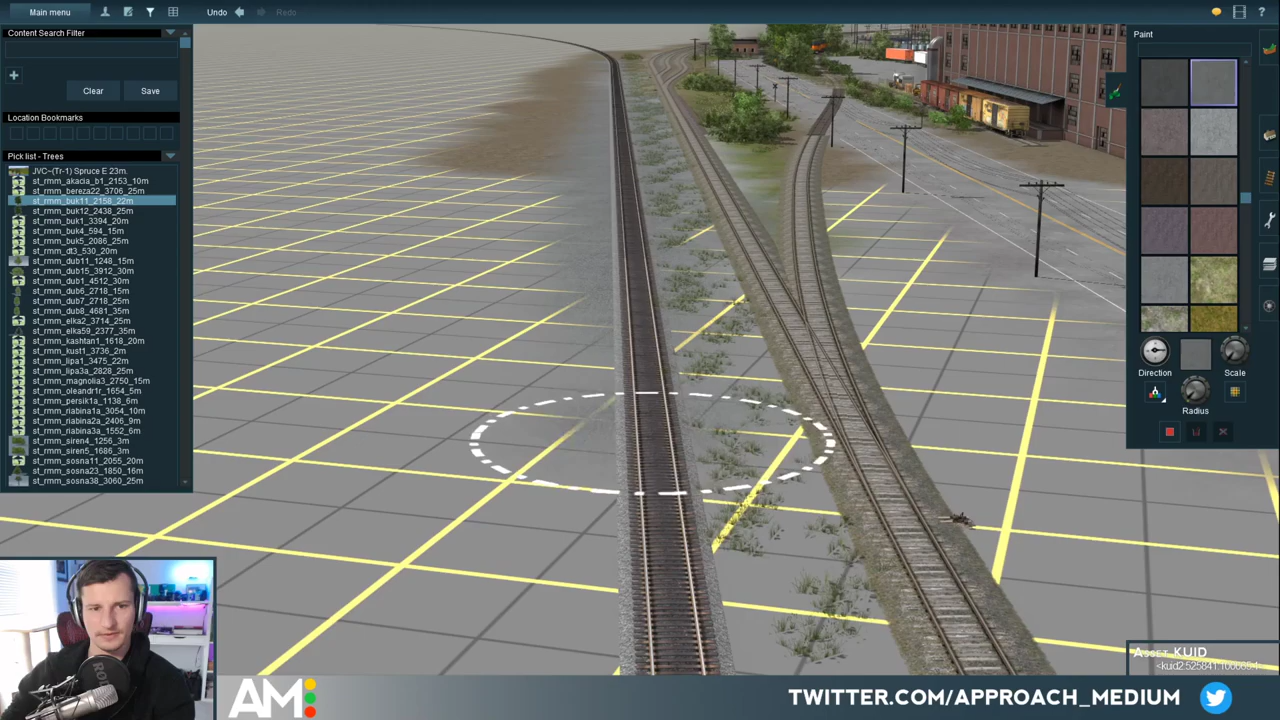 Main menu
Undo
Redo
Content Search Filter
Clear
Save
Location Bookmarks
Pick list - Trees
JVC~(Tr-1) Spruce E 23m.
st_rmm_akacia_b1_2153_10m
st_rmm_bereza22_3706_25m
st_rmm_buk11_2158_22m
st_rmm_buk12_2438_25m
st_rmm_buk1_3394_20m
st_rmm_buk4_594_15m
st_rmm_buk5_2086_25m
st_rmm_dt3_530_20m
st_rmm_dub11_1248_15m
st_rmm_dub15_3912_30m
st_rmm_dub1_4512_30m
st_rmm_dub6_2718_15m
st_rmm_dub7_2718_25m
st_rmm_dub8_4681_35m
st_rmm_elka2_3714_25m
st_rmm_elka59_2377_35m
st_rmm_kashtan1_1618_20m
st_rmm_kust1_3736_2m
st_rmm_lipa1_3475_22m
st_rmm_lipa3a_2828_25m
st_rmm_magnolia3_2750_15m
st_rmm_oleandr1r_1654_5m
st_rmm_persik1a_1138_6m
st_rmm_riabina1a_3054_10m
st_rmm_riabina2a_2406_9m
st_rmm_riabina3a_1552_6m
st_rmm_siren4_1256_3m
st_rmm_siren5_1686_3m
st_rmm_sosna11_2055_20m
st_rmm_sosna23_1850_16m
st_rmm_sosna38_3060_25m
Paint
Direction
Scale
Radius
Asset KUID
AM
TWITTER.COM/APPROACH_MEDIUM